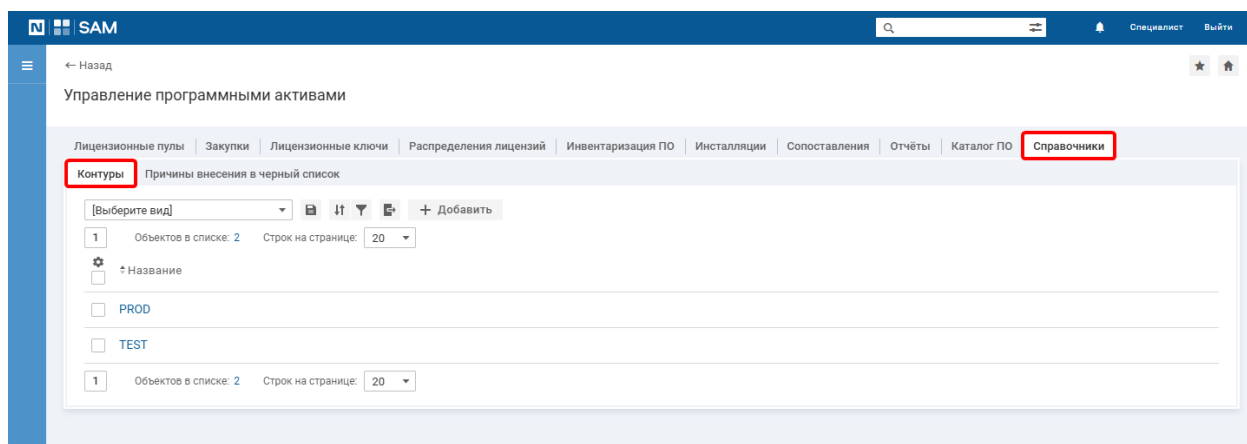 N SAM Специалист Выйти
← Назад
Управление программными активами
Лицензионные пулы Закупки Лицензионные ключи Распределения лицензий Инвентаризация ПО Инсталляции Сопоставления Отчёты Каталог ПО Справочники
Контуры Причины внесения в черный список
[Выберите вид] + Добавить
1 Объектов в списке: 2 Строк на странице: 20
Название
PROD
TEST
1 Объектов в списке: 2 Строк на странице: 20